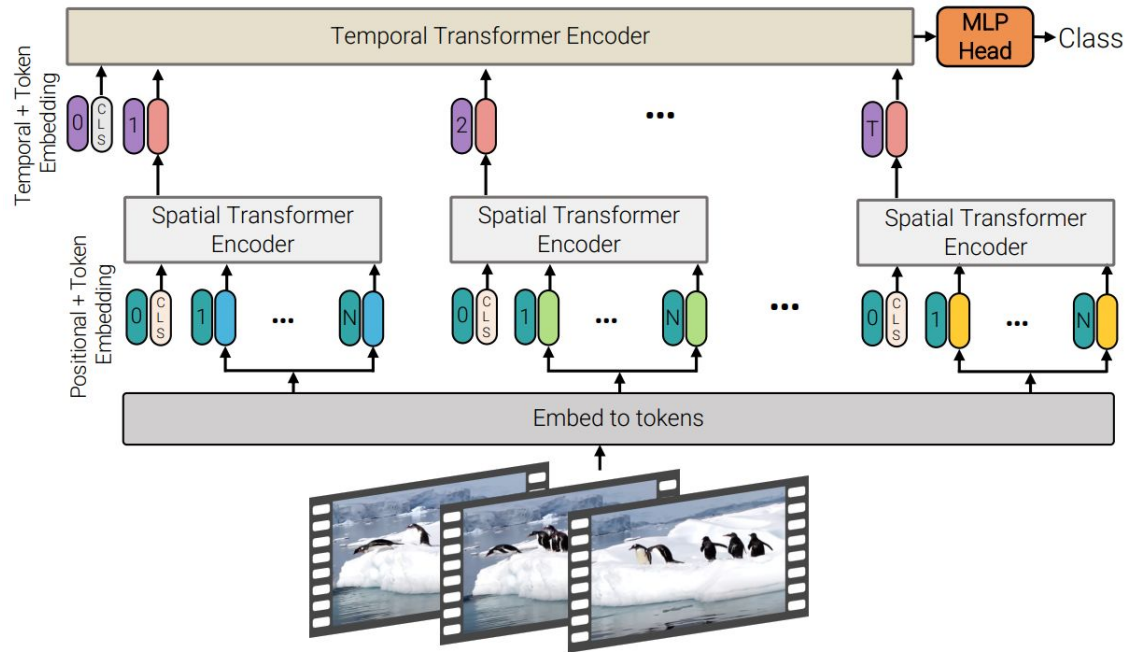 Temporal Transformer Encoder
MLP
Head
Class
Temporal + Token
Embedding
0
CLS
1
2
...
T
Spatial Transformer
Encoder
Spatial Transformer
Encoder
Spatial Transformer
Encoder
Positional + Token
Embedding
0
CLS
1
...
N
0
CLS
1
...
N
...
0
CLS
1
...
N
Embed to tokens